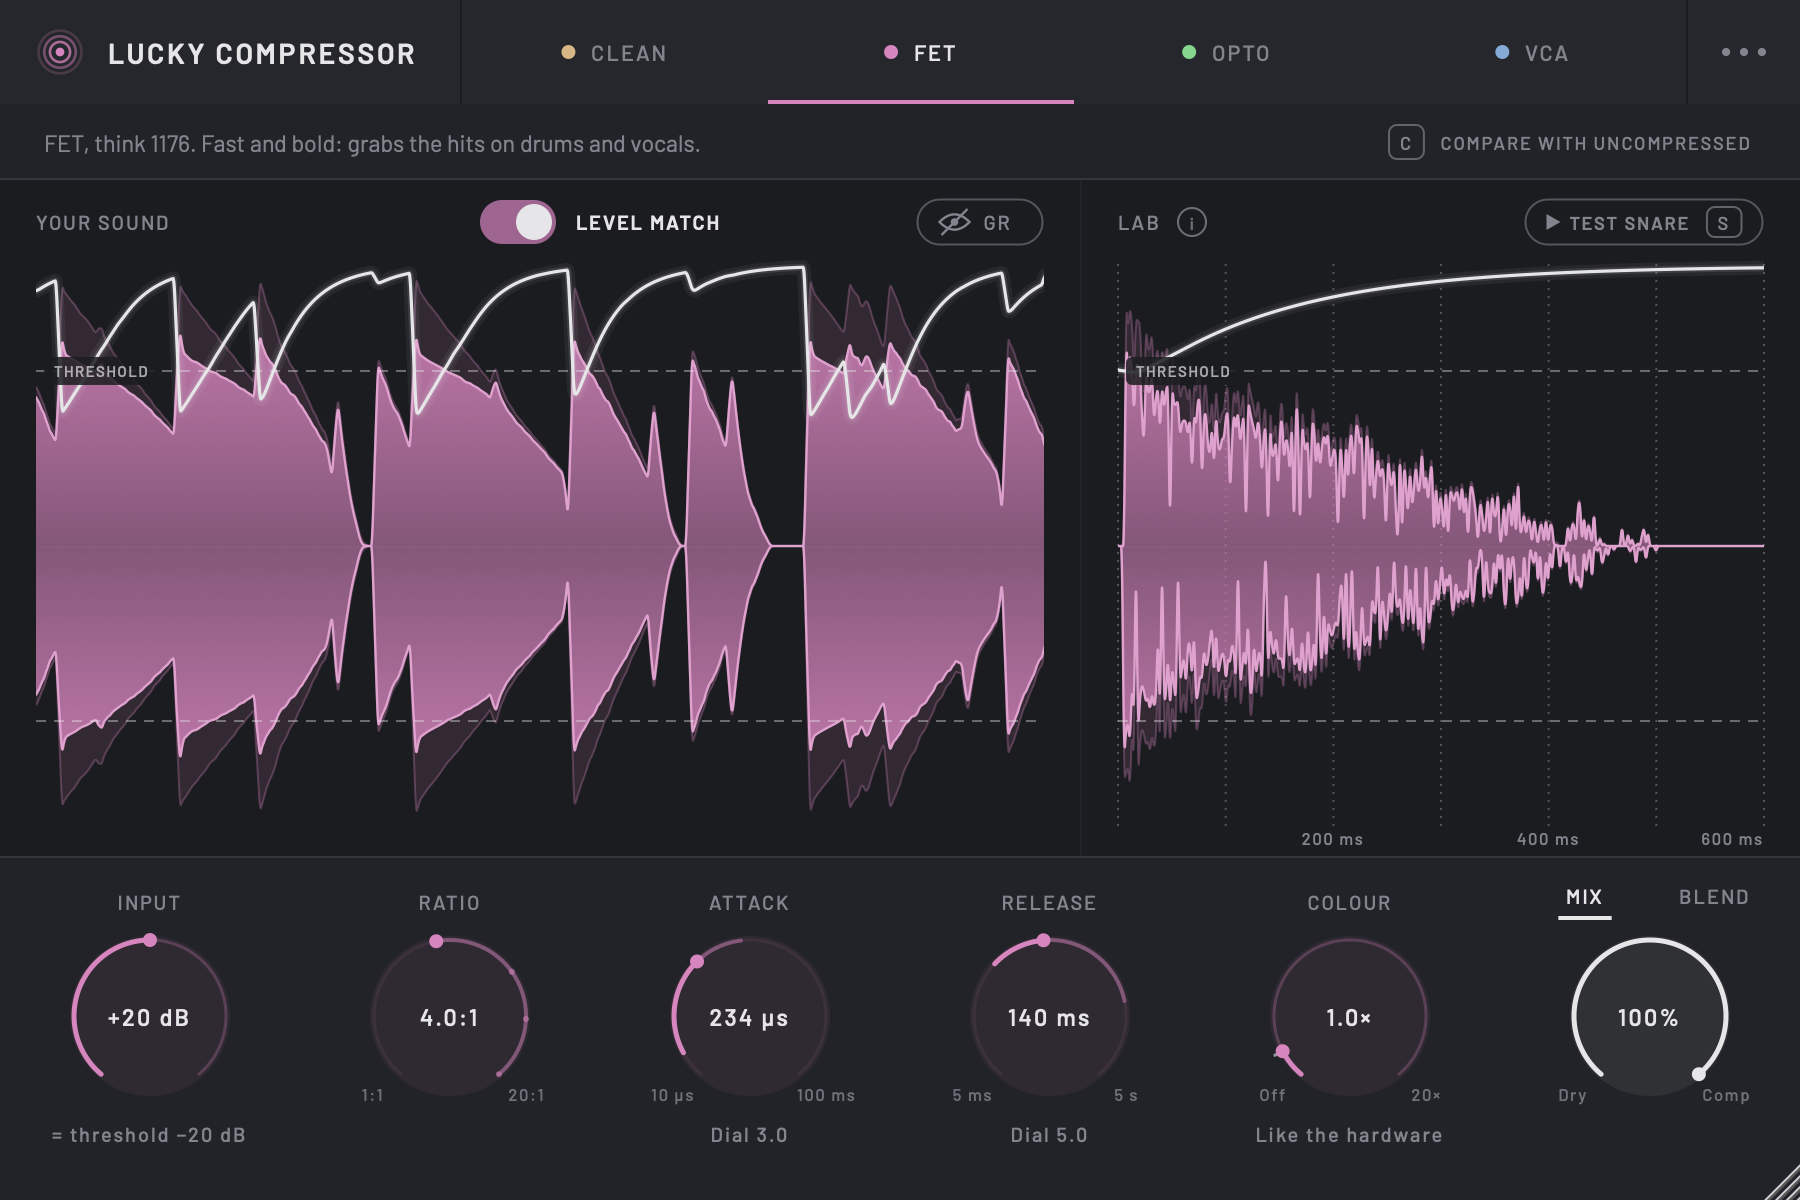 LUCKY COMPRESSOR
CLEAN
FET
OPTO
VCA
FET, think 1176. Fast and bold: grabs the hits on drums and vocals.
C COMPARE WITH UNCOMPRESSED
YOUR SOUND
LEVEL MATCH
GR
LAB i
TEST SNARE S
THRESHOLD
THRESHOLD
200 ms
400 ms
600 ms
INPUT
RATIO
ATTACK
RELEASE
COLOUR
MIX
BLEND
+20 dB
4.0:1
234 µs
140 ms
1.0×
100%
1:1
20:1
10 µs
100 ms
5 ms
5 s
Off
20×
Dry
Comp
= threshold −20 dB
Dial 3.0
Dial 5.0
Like the hardware